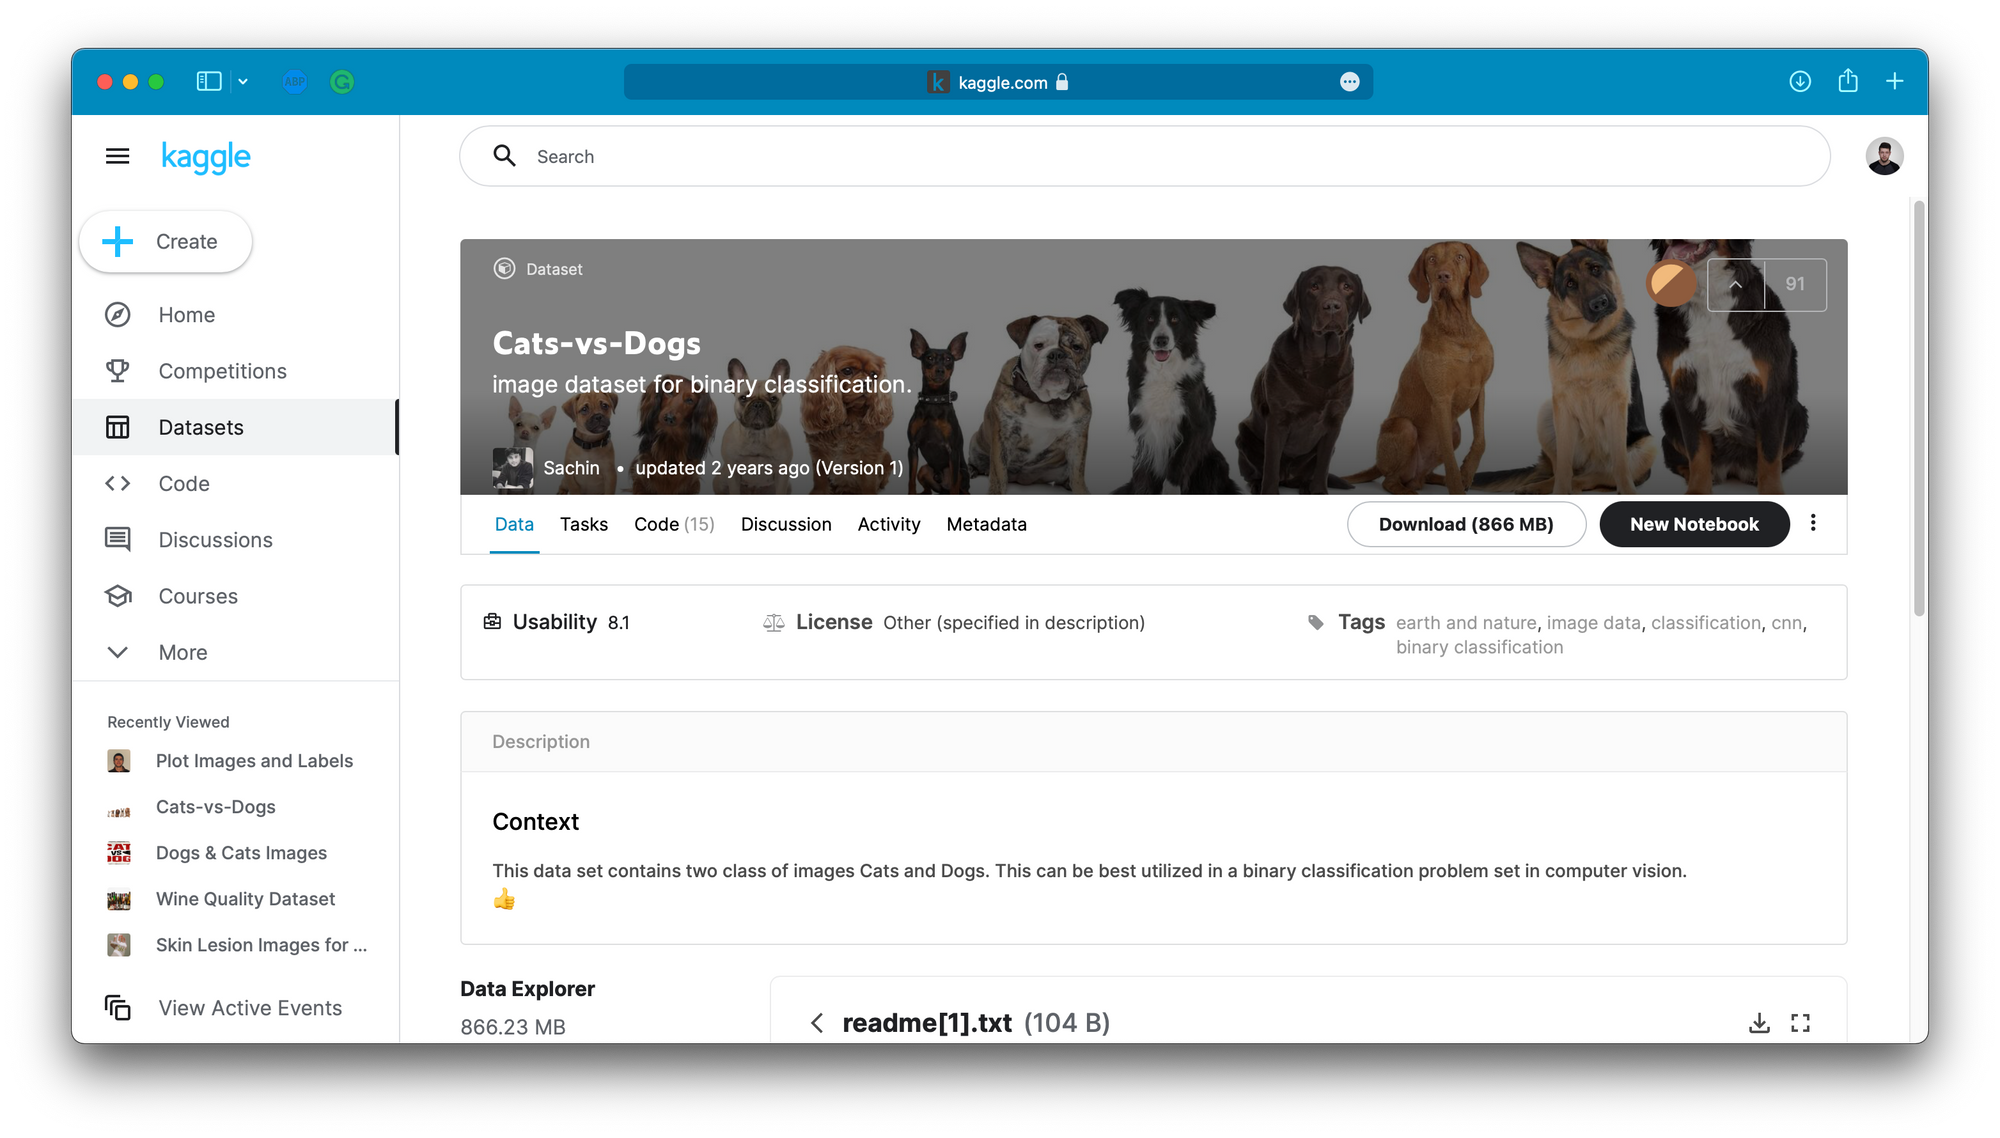 ABP
kaggle.com
kaggle
Search
Create
Home
Competitions
Datasets
Code
Discussions
Courses
More
Recently Viewed
Plot Images and Labels
Cats-vs-Dogs
Dogs & Cats Images
Wine Quality Dataset
Skin Lesion Images for ...
View Active Events
Dataset
91
Cats-vs-Dogs
image dataset for binary classification.
Sachin • updated 2 years ago (Version 1)
Data Tasks Code (15) Discussion Activity Metadata
Download (866 MB) New Notebook
Usability 8.1
License Other (specified in description)
Tags earth and nature, image data, classification, cnn,
binary classification
Description
Context
This data set contains two class of images Cats and Dogs. This can be best utilized in a binary classification problem set in computer vision.
👍
Data Explorer
866.23 MB
readme[1].txt (104 B)